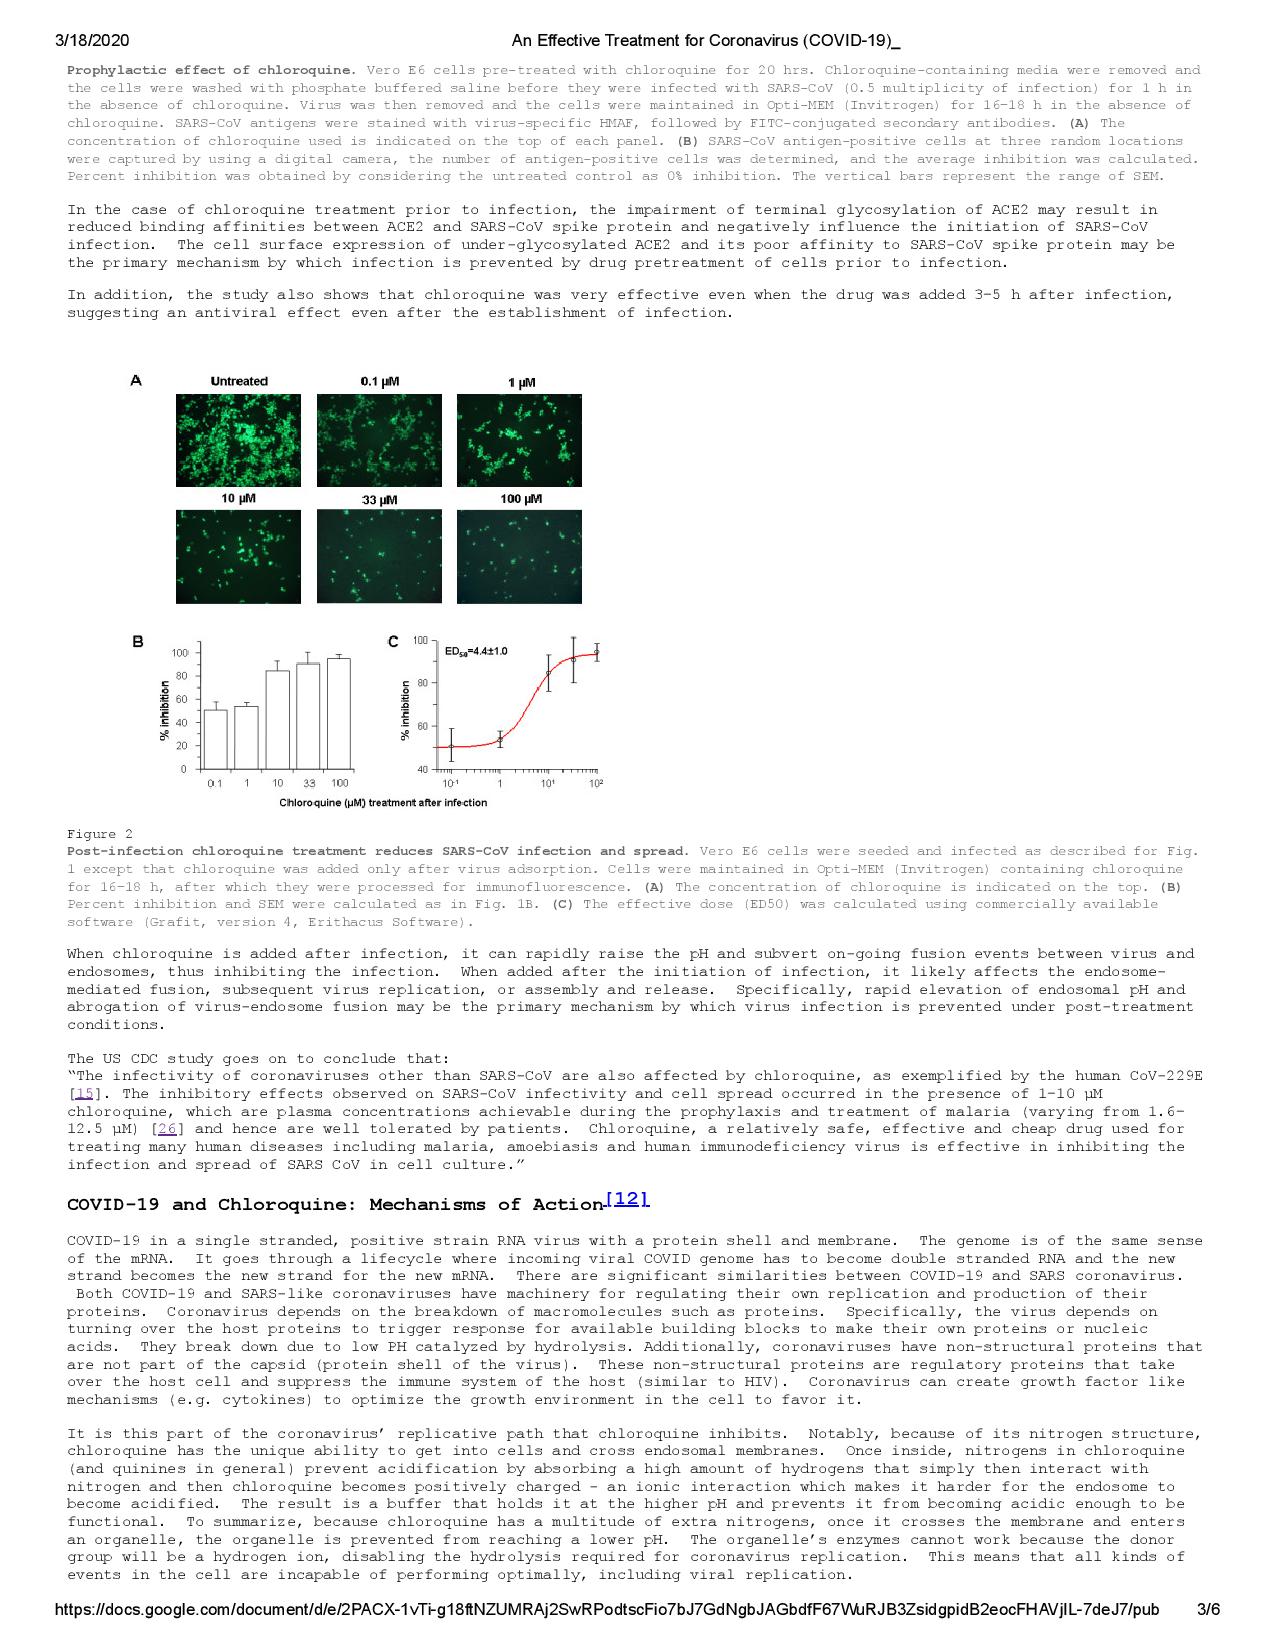 3/18/2020
An Effective Treatment for Coronavirus (COVID-19)_
Prophylactic effect of chloroquine. Vero E6 cells pre-treated with chloroquine for 20 hrs. Chloroquine-containing media were removed and
the cells were washed with phosphate buffered saline before they were infected with SARS-CoV (0.5 multiplicity of infection) for 1 h in
the absence of chloroquine. Virus was then removed and the cells were maintained in Opti-MEM (Invitrogen) for 16-18 h in the absence of
chloroquine. SARS-CoV antigens were stained with virus-specific HMAF, followed by FITC-conjugated secondary antibodies. (A) The
concentration of chloroquine used is indicated on the top of each panel. (B) SARS-CoV antigen-positive cells at three random locations
were captured by using a digital camera, the number of antigen-positive cells was determined, and the average inhibition was calculated.
Percent inhibition was obtained by considering the untreated control as 0% inhibition. The vertical bars represent the range of SEM.
In the case of chloroquine treatment prior to infection, the impairment of terminal glycosylation of ACE2 may result in
reduced binding affinities between ACE2 and SARS-CoV spike protein and negatively influence the initiation of SARS-CoV
infection. The cell surface expression of under-glycosylated ACE2 and its poor affinity to SARS-CoV spike protein may be
the primary mechanism by which infection is prevented by drug pretreatment of cells prior to infection.
In addition, the study also shows that chloroquine was very effective even when the drug was added 3-5 h after infection,
suggesting an antiviral effect even after the establishment of infection.
A
Untreated 0.1 µM 1 µM
10 µM 33 µM 100 µM
B
% inhibition
100
80
60
40
20
0
0.1 1 10 33 100
C
% inhibition
100
80
60
40
ED50=4.4±1.0
10-1 1 10¹ 10²
Chloroquine (µM) treatment after infection
Figure 2
Post-infection chloroquine treatment reduces SARS-CoV infection and spread. Vero E6 cells were seeded and infected as described for Fig.
1 except that chloroquine was added only after virus adsorption. Cells were maintained in Opti-MEM (Invitrogen) containing chloroquine
for 16-18 h, after which they were processed for immunofluorescence. (A) The concentration of chloroquine is indicated on the top. (B)
Percent inhibition and SEM were calculated as in Fig. 1B. (C) The effective dose (ED50) was calculated using commercially available
software (Grafit, version 4, Erithacus Software).
When chloroquine is added after infection, it can rapidly raise the pH and subvert on-going fusion events between virus and
endosomes, thus inhibiting the infection. When added after the initiation of infection, it likely affects the endosome-
mediated fusion, subsequent virus replication, or assembly and release. Specifically, rapid elevation of endosomal pH and
abrogation of virus-endosome fusion may be the primary mechanism by which virus infection is prevented under post-treatment
conditions.
The US CDC study goes on to conclude that:
“The infectivity of coronaviruses other than SARS-CoV are also affected by chloroquine, as exemplified by the human CoV-229E
[15]. The inhibitory effects observed on SARS-CoV infectivity and cell spread occurred in the presence of 1-10 µM
chloroquine, which are plasma concentrations achievable during the prophylaxis and treatment of malaria (varying from 1.6-
12.5 µM) [26] and hence are well tolerated by patients. Chloroquine, a relatively safe, effective and cheap drug used for
treating many human diseases including malaria, amoebiasis and human immunodeficiency virus is effective in inhibiting the
infection and spread of SARS CoV in cell culture.”
COVID-19 and Chloroquine: Mechanisms of Action[12]
COVID-19 in a single stranded, positive strain RNA virus with a protein shell and membrane. The genome is of the same sense
of the mRNA. It goes through a lifecycle where incoming viral COVID genome has to become double stranded RNA and the new
strand becomes the new strand for the new mRNA. There are significant similarities between COVID-19 and SARS coronavirus.
Both COVID-19 and SARS-like coronaviruses have machinery for regulating their own replication and production of their
proteins. Coronavirus depends on the breakdown of macromolecules such as proteins. Specifically, the virus depends on
turning over the host proteins to trigger response for available building blocks to make their own proteins or nucleic
acids. They break down due to low PH catalyzed by hydrolysis. Additionally, coronaviruses have non-structural proteins that
are not part of the capsid (protein shell of the virus). These non-structural proteins are regulatory proteins that take
over the host cell and suppress the immune system of the host (similar to HIV). Coronavirus can create growth factor like
mechanisms (e.g. cytokines) to optimize the growth environment in the cell to favor it.
It is this part of the coronavirus’ replicative path that chloroquine inhibits. Notably, because of its nitrogen structure,
chloroquine has the unique ability to get into cells and cross endosomal membranes. Once inside, nitrogens in chloroquine
(and quinines in general) prevent acidification by absorbing a high amount of hydrogens that simply then interact with
nitrogen and then chloroquine becomes positively charged - an ionic interaction which makes it harder for the endosome to
become acidified. The result is a buffer that holds it at the higher pH and prevents it from becoming acidic enough to be
functional. To summarize, because chloroquine has a multitude of extra nitrogens, once it crosses the membrane and enters
an organelle, the organelle is prevented from reaching a lower pH. The organelle’s enzymes cannot work because the donor
group will be a hydrogen ion, disabling the hydrolysis required for coronavirus replication. This means that all kinds of
events in the cell are incapable of performing optimally, including viral replication.
https://docs.google.com/document/d/e/2PACX-1vTi-g18ftNZUMRAj2SwRPodtscFio7bJ7GdNgbJAGbdfF67WuRJB3ZsidgpidB2eocFHAVjIL-7deJ7/pub
3/6